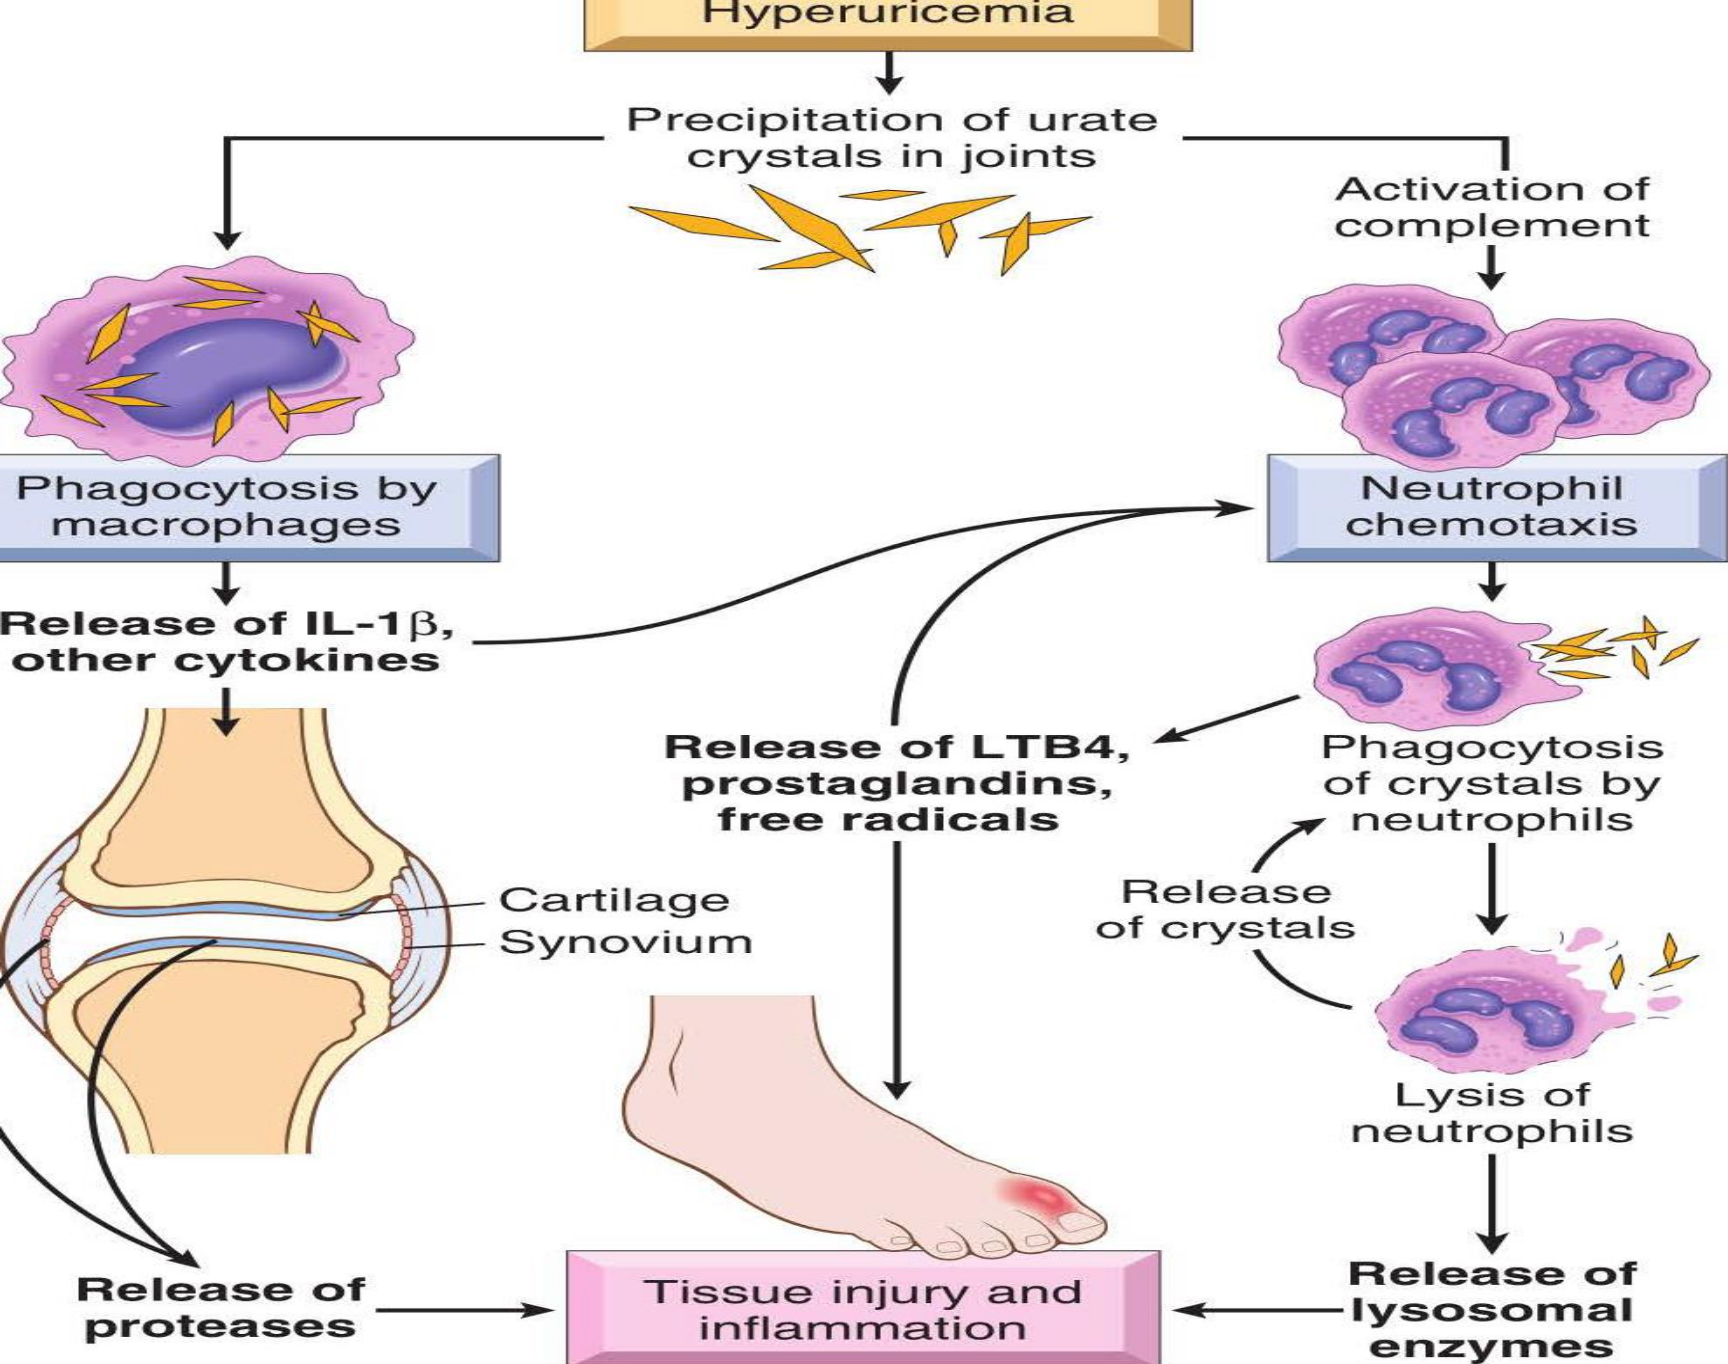 Hyperuricemia
Precipitation of urate
crystals in joints
Activation of
complement
Phagocytosis by
macrophages
Neutrophil
chemotaxis
Release of IL-1β,
other cytokines
Release of LTB4,
prostaglandins,
free radicals
Phagocytosis
of crystals by
neutrophils
Cartilage
Synovium
Release
of crystals
Lysis of
neutrophils
Release of
proteases
Tissue injury and
inflammation
Release of
lysosomal
enzymes